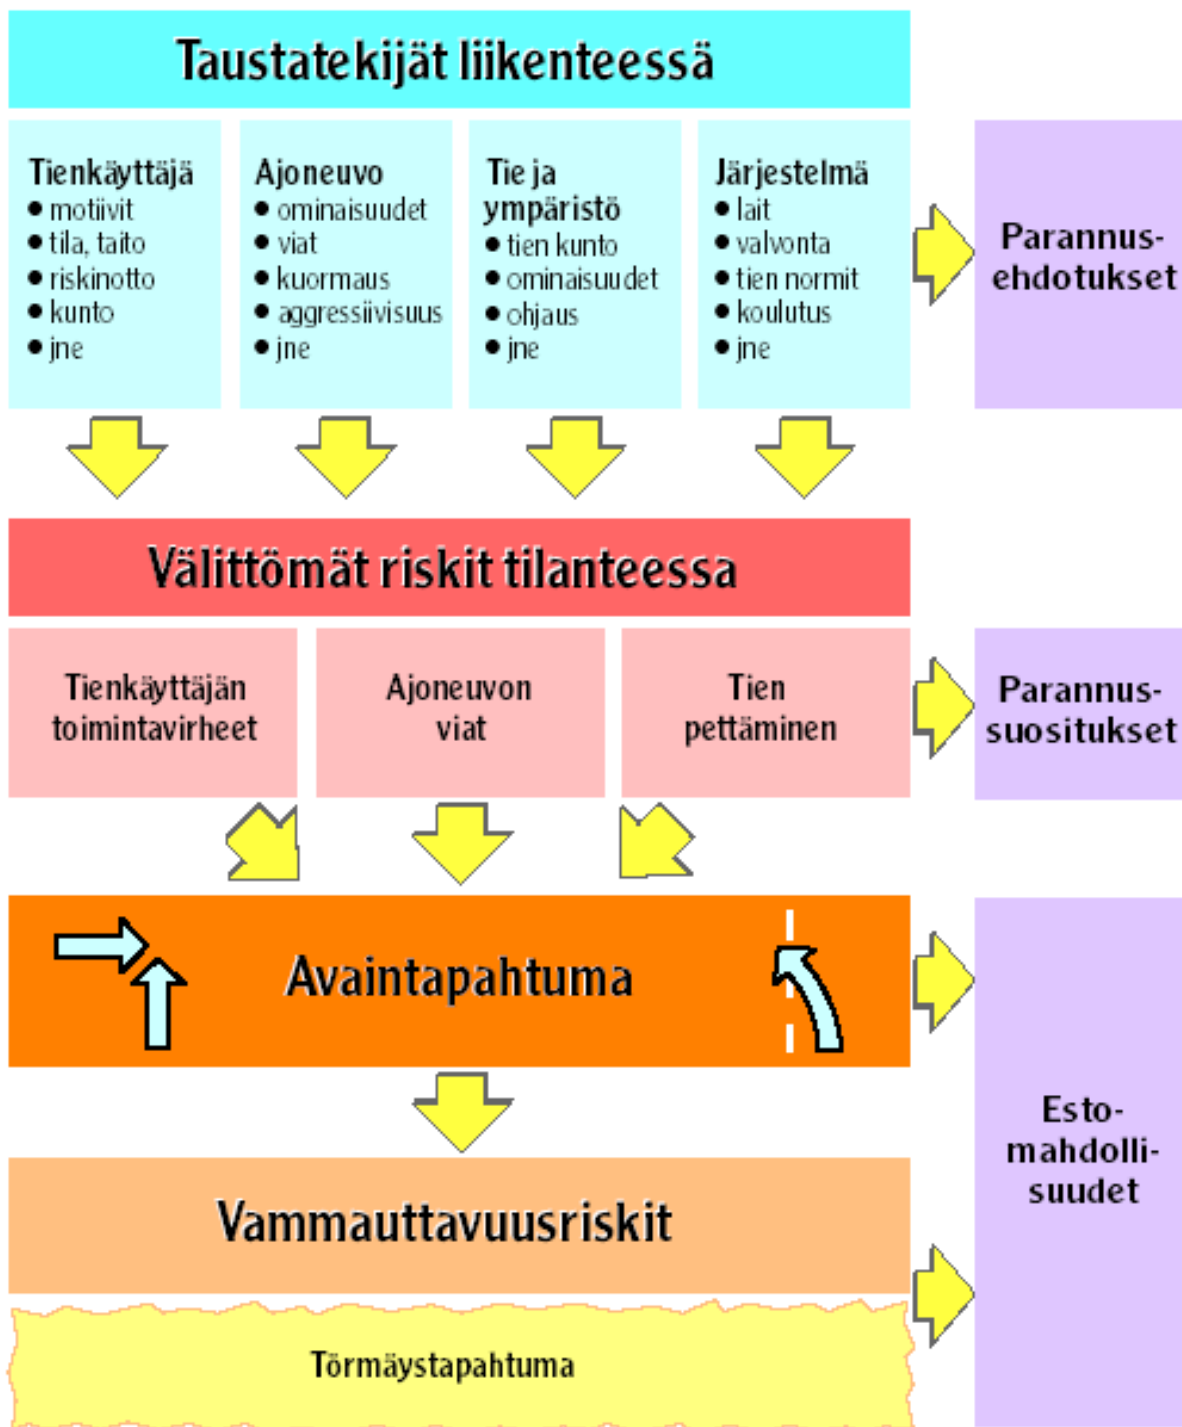 Taustatekijät liikenteessä
Tienkäyttäjä
● motiivit
● tila, taito
● riskinotto
● kunto
● jne
Ajoneuvo
● ominaisuudet
● viat
● kuormaus
● aggressiivisuus
● jne
Tie ja
ympäristö
● tien kunto
● ominaisuudet
● ohjaus
● jne
Järjestelmä
● lait
● valvonta
● tien normit
● koulutus
● jne
Parannus-
ehdotukset
Välittömät riskit tilanteessa
Tienkäyttäjän
toimintavirheet
Ajoneuvon
viat
Tien
pettäminen
Parannus-
suositukset
Avaintapahtuma
Vammauttavuusriskit
Törmäystapahtuma
Esto-
mahdolli-
suudet